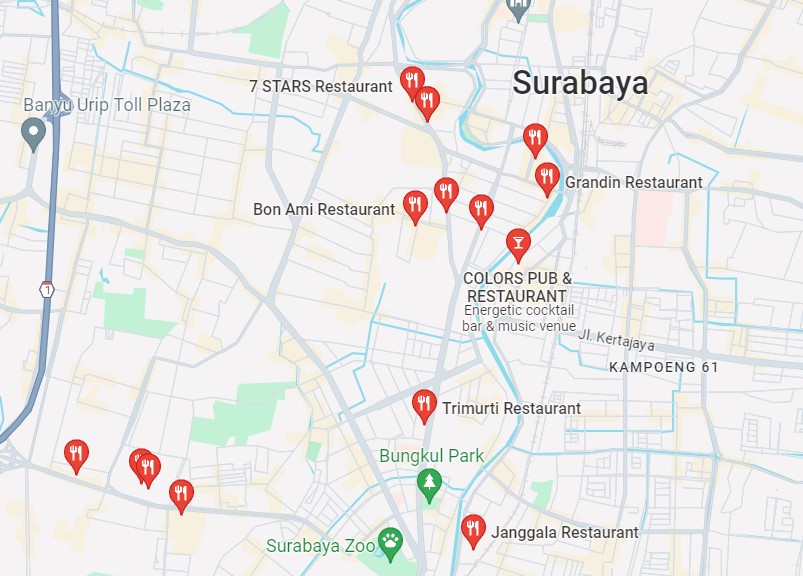 Surabaya
7 STARS Restaurant
Banyu Urip Toll Plaza
Grandin Restaurant
Bon Ami Restaurant
COLORS PUB &
RESTAURANT
Energetic cocktail
bar & music venue
1
Jl. Kertajaya
KAMPOENG 61
Trimurti Restaurant
Bungkul Park
Janggala Restaurant
Surabaya Zoo